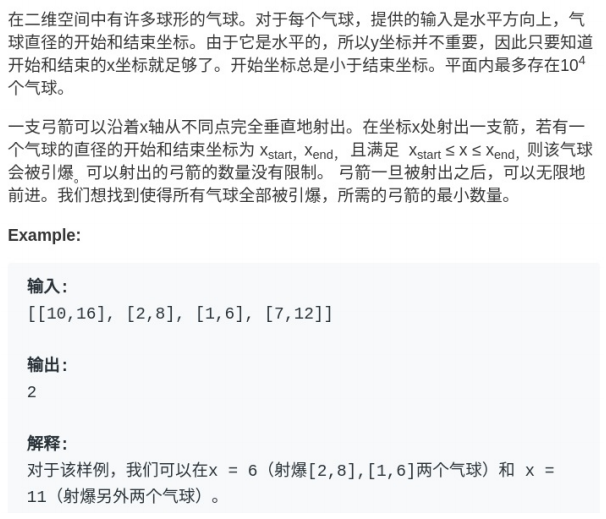 在二维空间中有许多球形的气球。对于每个气球，提供的输入是水平方向上，气
球直径的开始和结束坐标。由于它是水平的，所以y坐标并不重要，因此只要知道
开始和结束的x坐标就足够了。开始坐标总是小于结束坐标。平面内最多存在10⁴
个气球。
一支弓箭可以沿着x轴从不同点完全垂直地射出。在坐标x处射出一支箭，若有一
个气球的直径的开始和结束坐标为 xstart，xend， 且满足  xstart ≤ x ≤ xend，则该气球
会被引爆。可以射出的弓箭的数量没有限制。 弓箭一旦被射出之后，可以无限地
前进。我们想找到使得所有气球全部被引爆，所需的弓箭的最小数量。
Example:
输入:
[[10,16], [2,8], [1,6], [7,12]]
输出:
2
解释:
对于该样例，我们可以在x = 6（射爆[2,8],[1,6]两个气球）和 x =
11（射爆另外两个气球）。